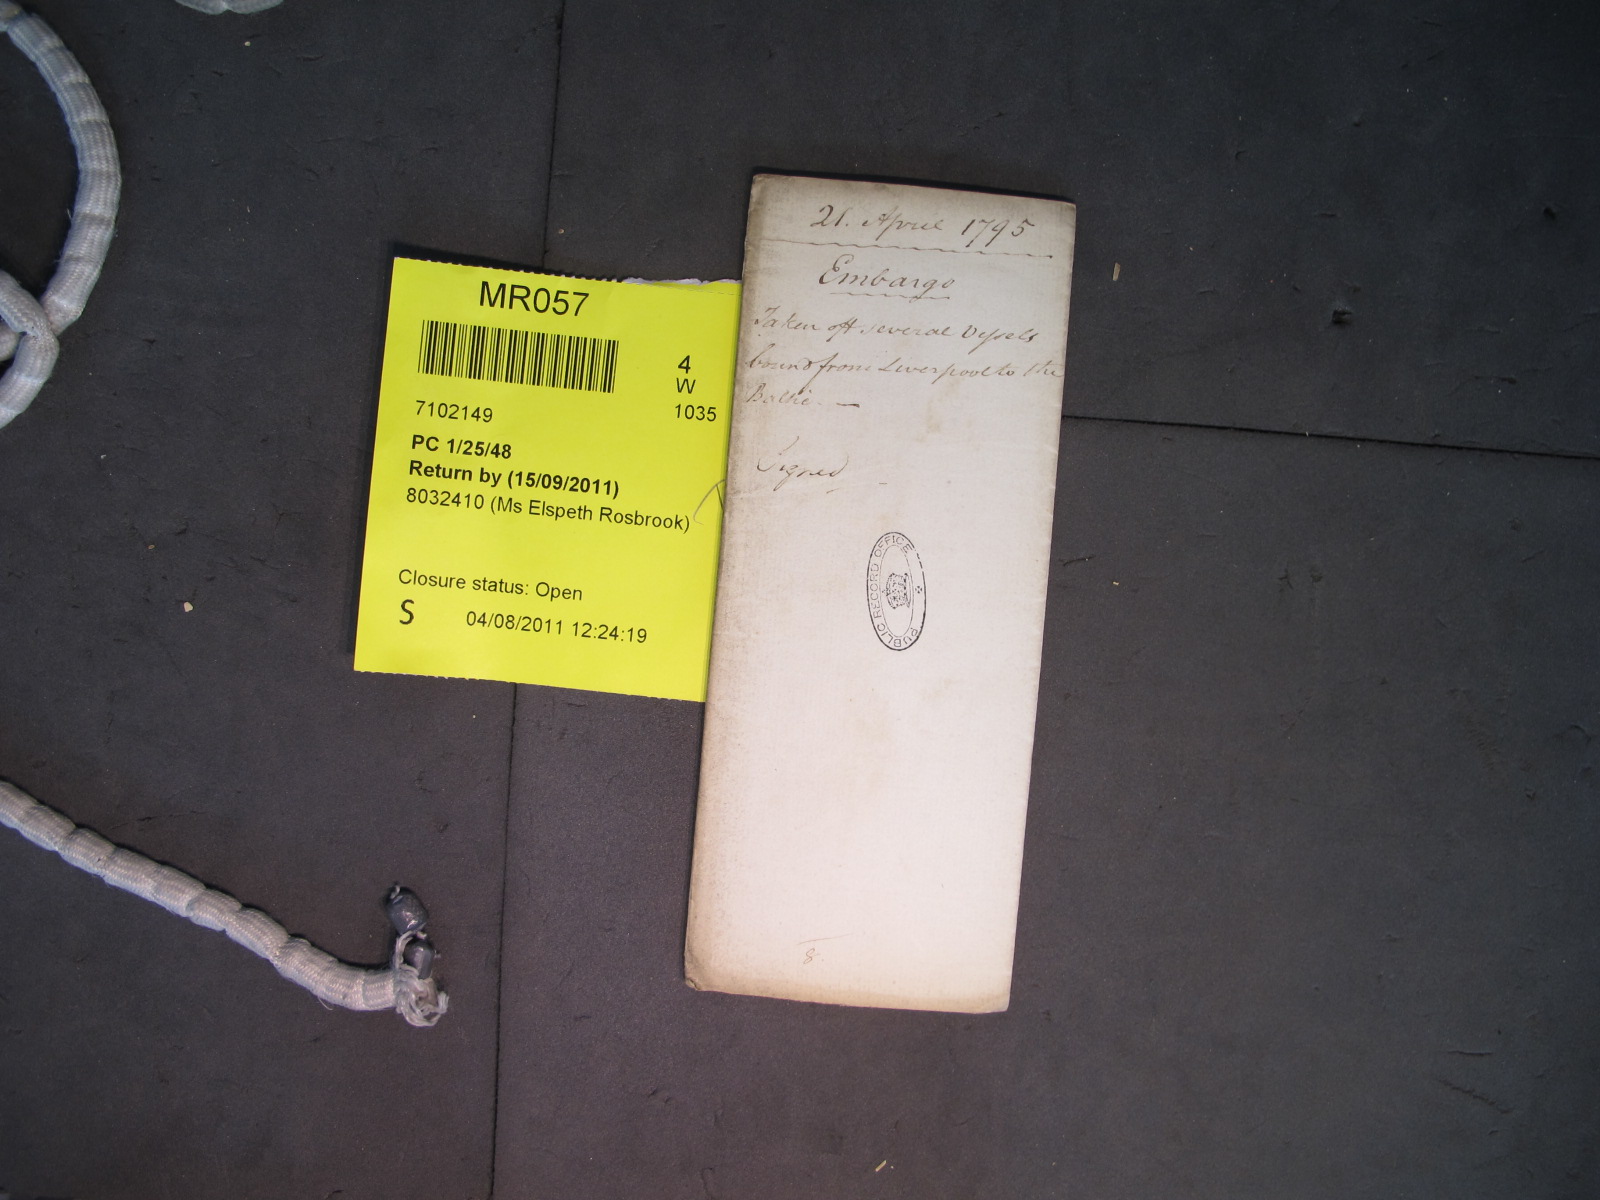 MR057
4
W
1035
7102149
PC 1/25/48
Return by (15/09/2011)
8032410 (Ms Elspeth Rosbrook)
Closure status: Open
S
04/08/2011 12:24:19
21. April 1795
Embargo
Taken off several Vessels
bound from Liverpool to the
Baltic. —
Signed
PUBLIC RECORD OFFICE
8